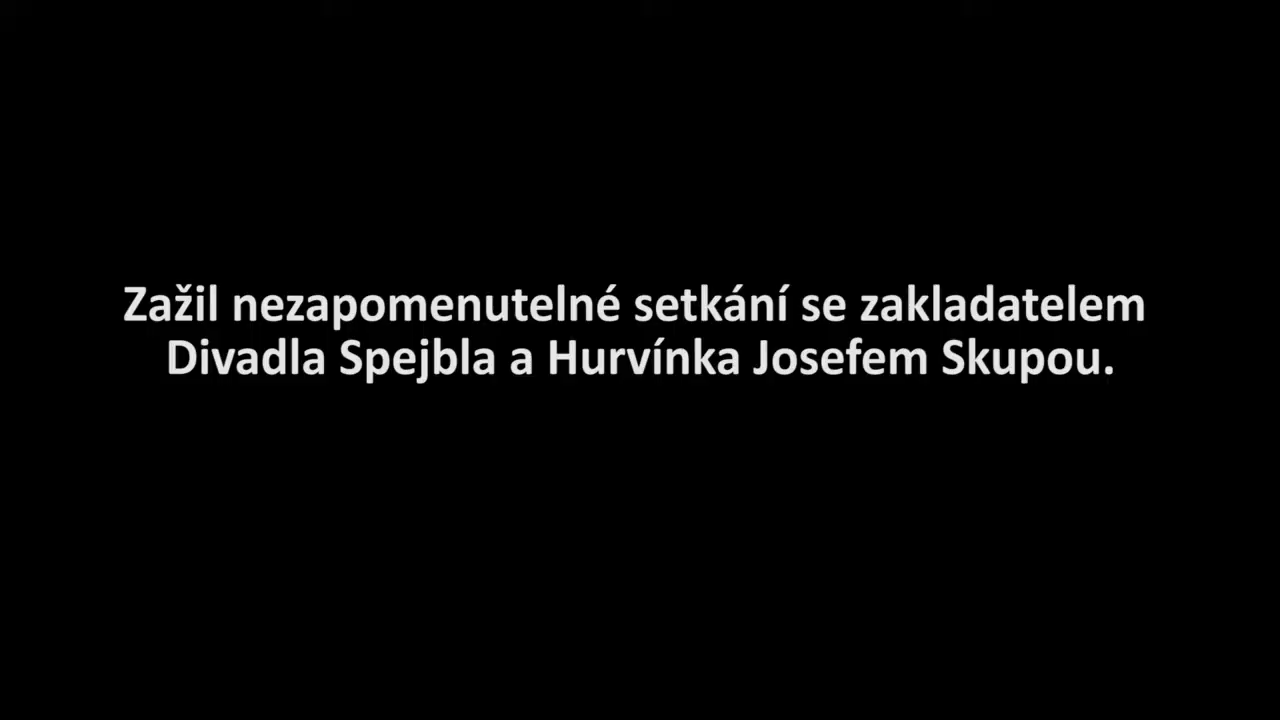 Zažil nezapomenutelné setkání se zakladatelem
Divadla Spejbla a Hurvínka Josefem Skupou.